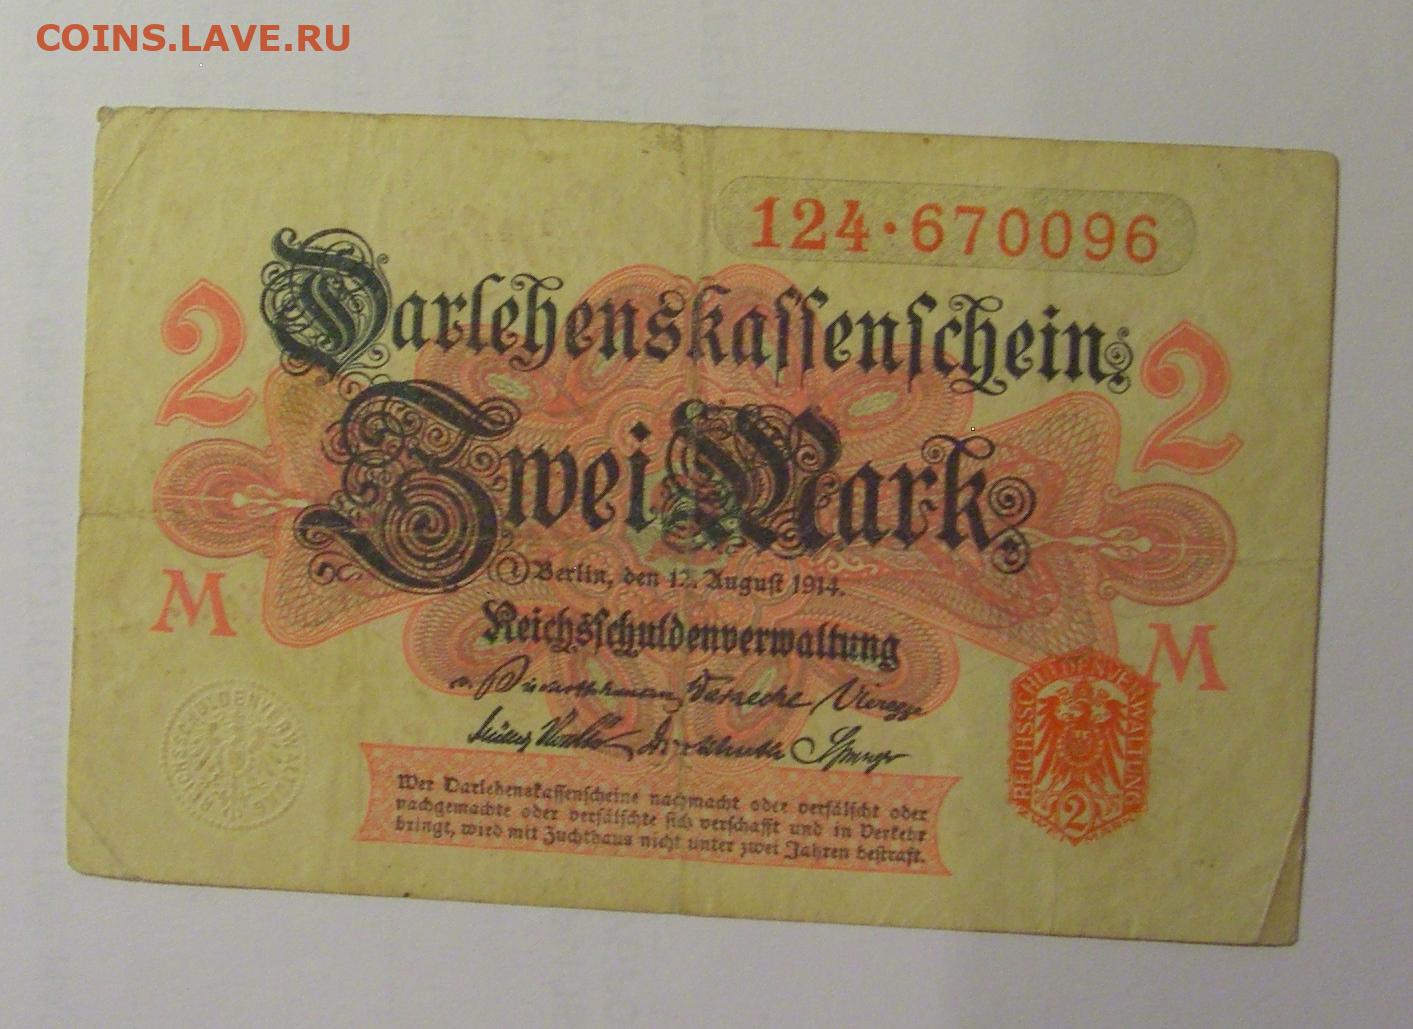 COINS.LAVE.RU
124·670096
Darlehenskassenschein.
2 2
Zwei Mark.
Berlin, den 12. August 1914.
M M
Reichsschuldenverwaltung
Wer Darlehenskassenscheine nachmacht oder verfälscht oder
nachgemachte oder verfälschte sich verschafft und in Verkehr
bringt, wird mit Zuchthaus nicht unter zwei Jahren bestraft.
REICHSSCHULDENVERWALTUNG
2
REICHSSCHULDENVERWALTUNG